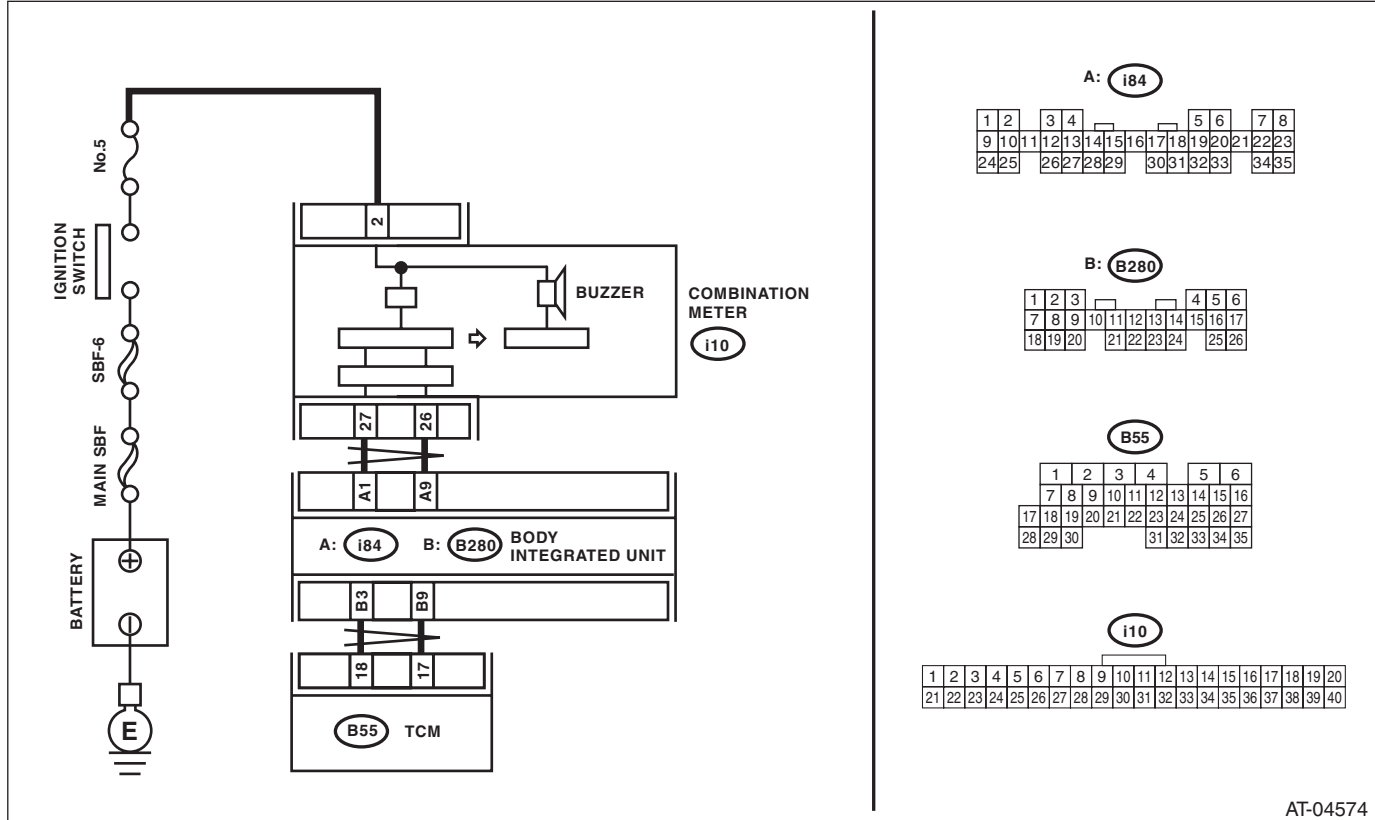 No.5
IGNITION
SWITCH
SBF-6
MAIN SBF
BATTERY
E
2
BUZZER
COMBINATION
METER
i10
27 26
A1 A9
A: i84 B: B280 BODY
INTEGRATED UNIT
B3 B9
18 17
B55 TCM
A: i84
1 2 3 4 5 6 7 8
9 10 11 12 13 14 15 16 17 18 19 20 21 22 23
24 25 26 27 28 29 30 31 32 33 34 35
B: B280
1 2 3 4 5 6
7 8 9 10 11 12 13 14 15 16 17
18 19 20 21 22 23 24 25 26
B55
1 2 3 4 5 6
7 8 9 10 11 12 13 14 15 16
17 18 19 20 21 22 23 24 25 26 27
28 29 30 31 32 33 34 35
i10
1 2 3 4 5 6 7 8 9 10 11 12 13 14 15 16 17 18 19 20
21 22 23 24 25 26 27 28 29 30 31 32 33 34 35 36 37 38 39 40
AT-04574